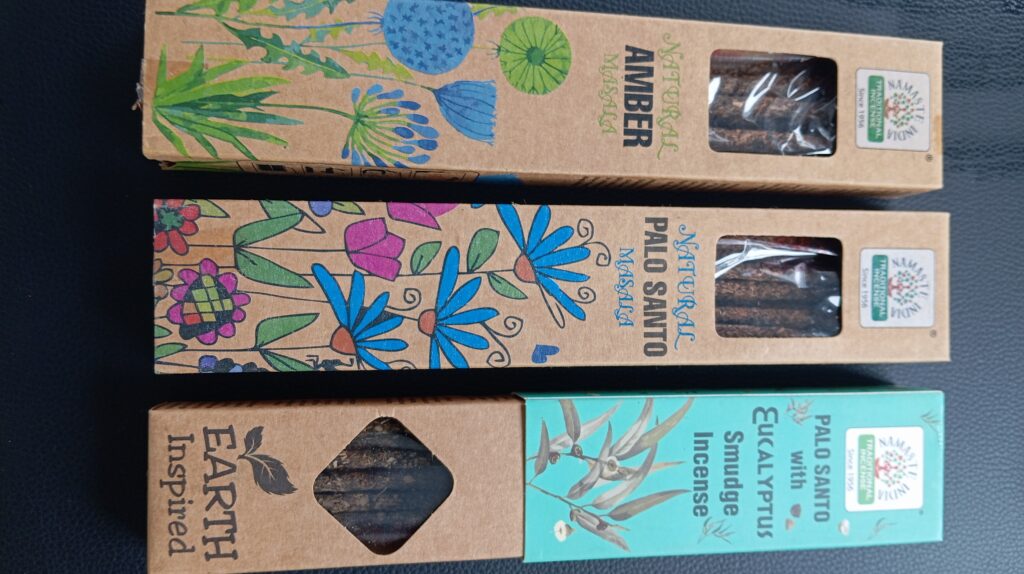 NAMASTE INDIA
TRADITIONAL
INCENSE
Since 1956
®
NATURAL
AMBER
MASALA
NAMASTE INDIA
TRADITIONAL
INCENSE
Since 1956
®
NATURAL
PALO SANTO
MASALA
NAMASTE INDIA
TRADITIONAL
INCENSE
Since 1956
PALO SANTO
with
EUCALYPTUS
Smudge
Incense
EARTH
Inspired